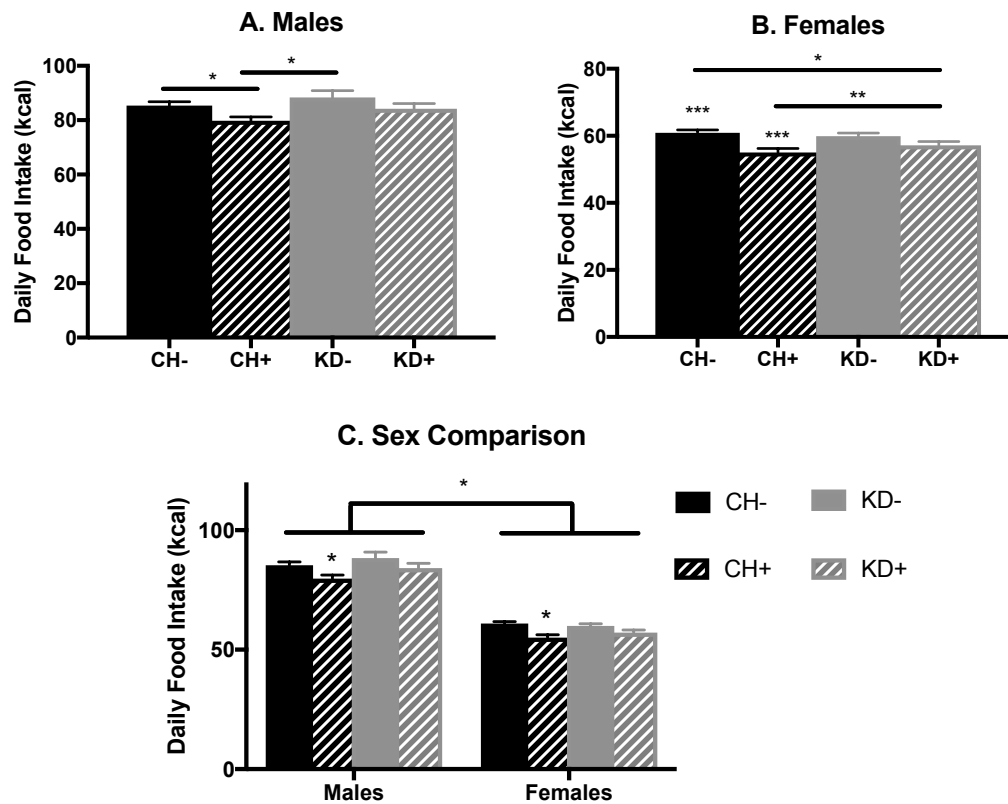 A. Males
Daily Food Intake (kcal)
100
80
60
40
20
0
*
*
CH-
CH+
KD-
KD+
B. Females
Daily Food Intake (kcal)
80
60
40
20
0
*
**
***
***
CH-
CH+
KD-
KD+
C. Sex Comparison
Daily Food Intake (kcal)
100
50
0
*
*
*
Males
Females
CH-
KD-
CH+
KD+